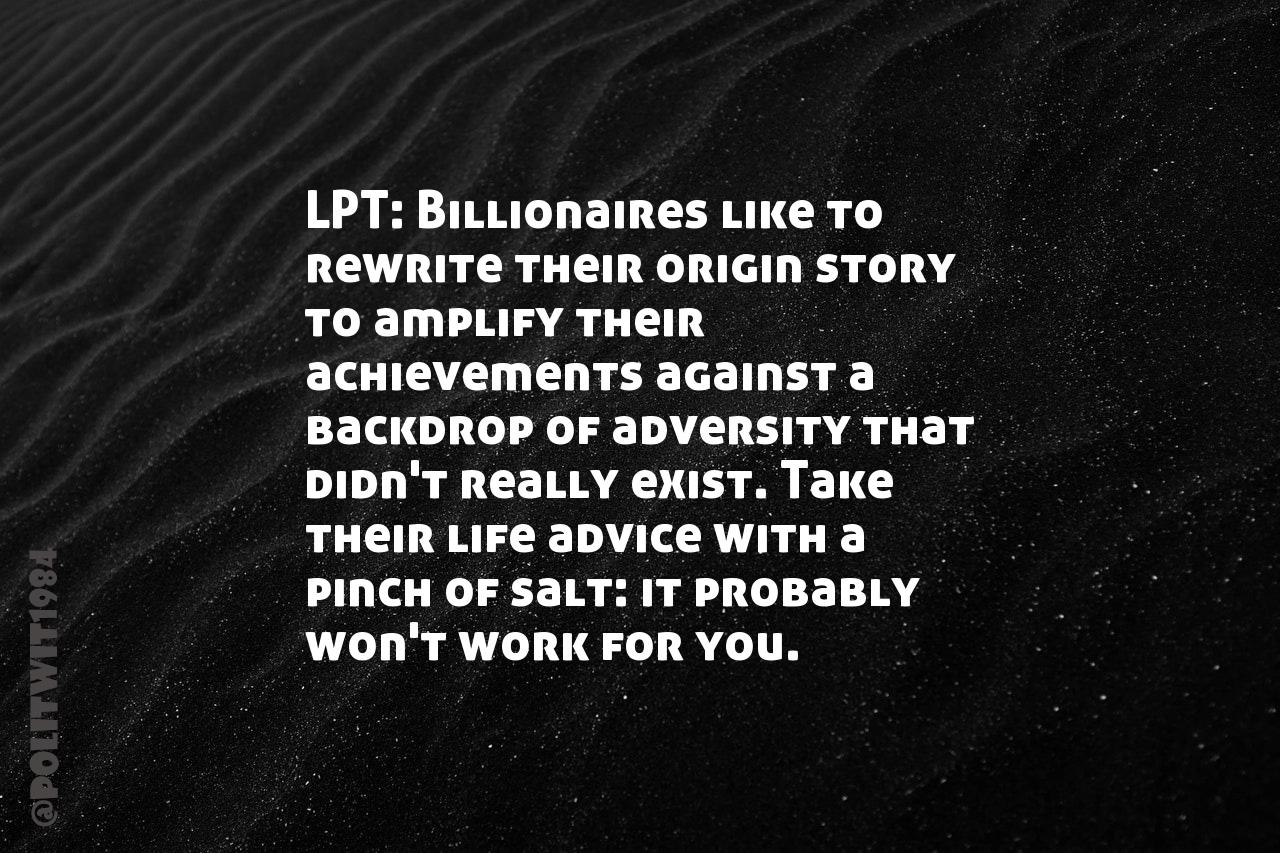 LPT: Billionaires like to
rewrite their origin story
to amplify their
achievements against a
backdrop of adversity that
didn't really exist. Take
their life advice with a
pinch of salt: it probably
won't work for you.
@POLITWIT1984